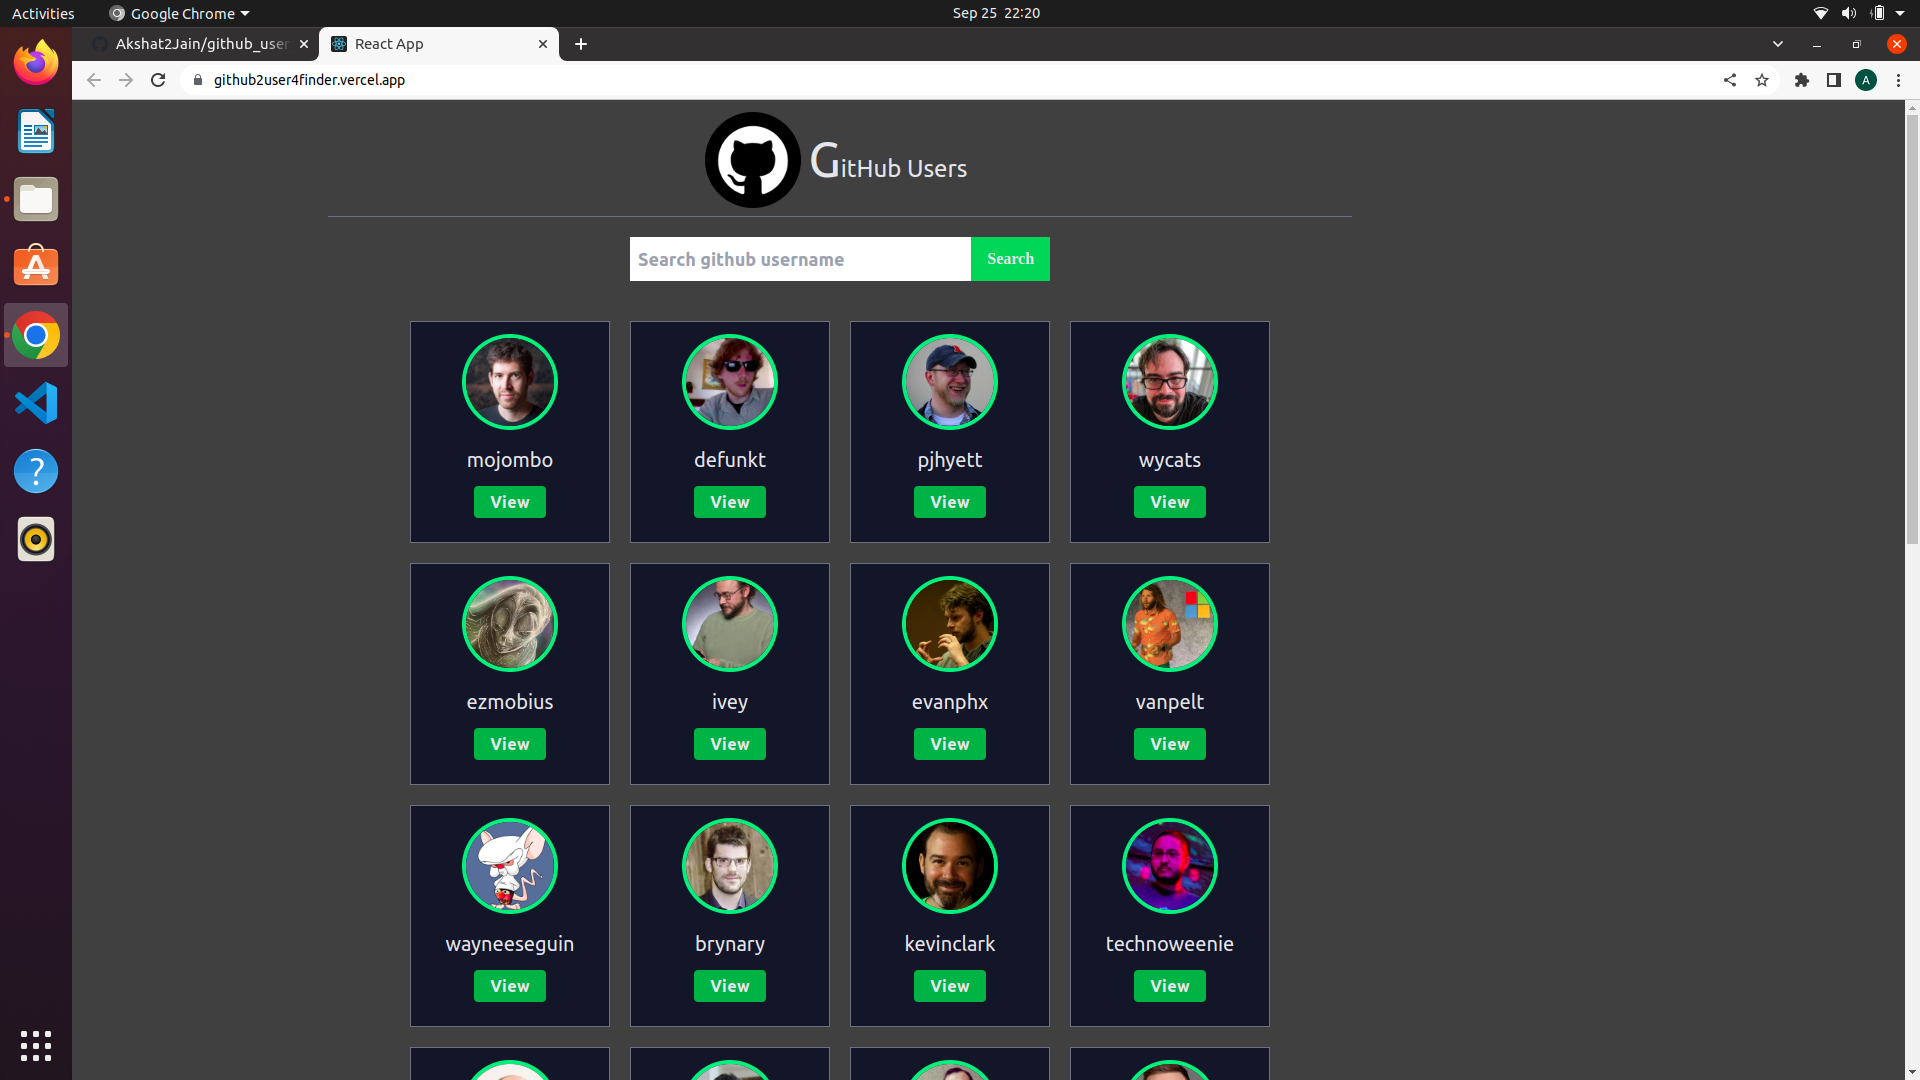 Activities
Google Chrome
Sep 25 22:20
Akshat2Jain/github_user
React App
github2user4finder.vercel.app
A
GitHub Users
Search github username
Search
mojombo
defunkt
pjhyett
wycats
View
View
View
View
ezmobius
ivey
evanphx
vanpelt
View
View
View
View
wayneeseguin
brynary
kevinclark
technoweenie
View
View
View
View